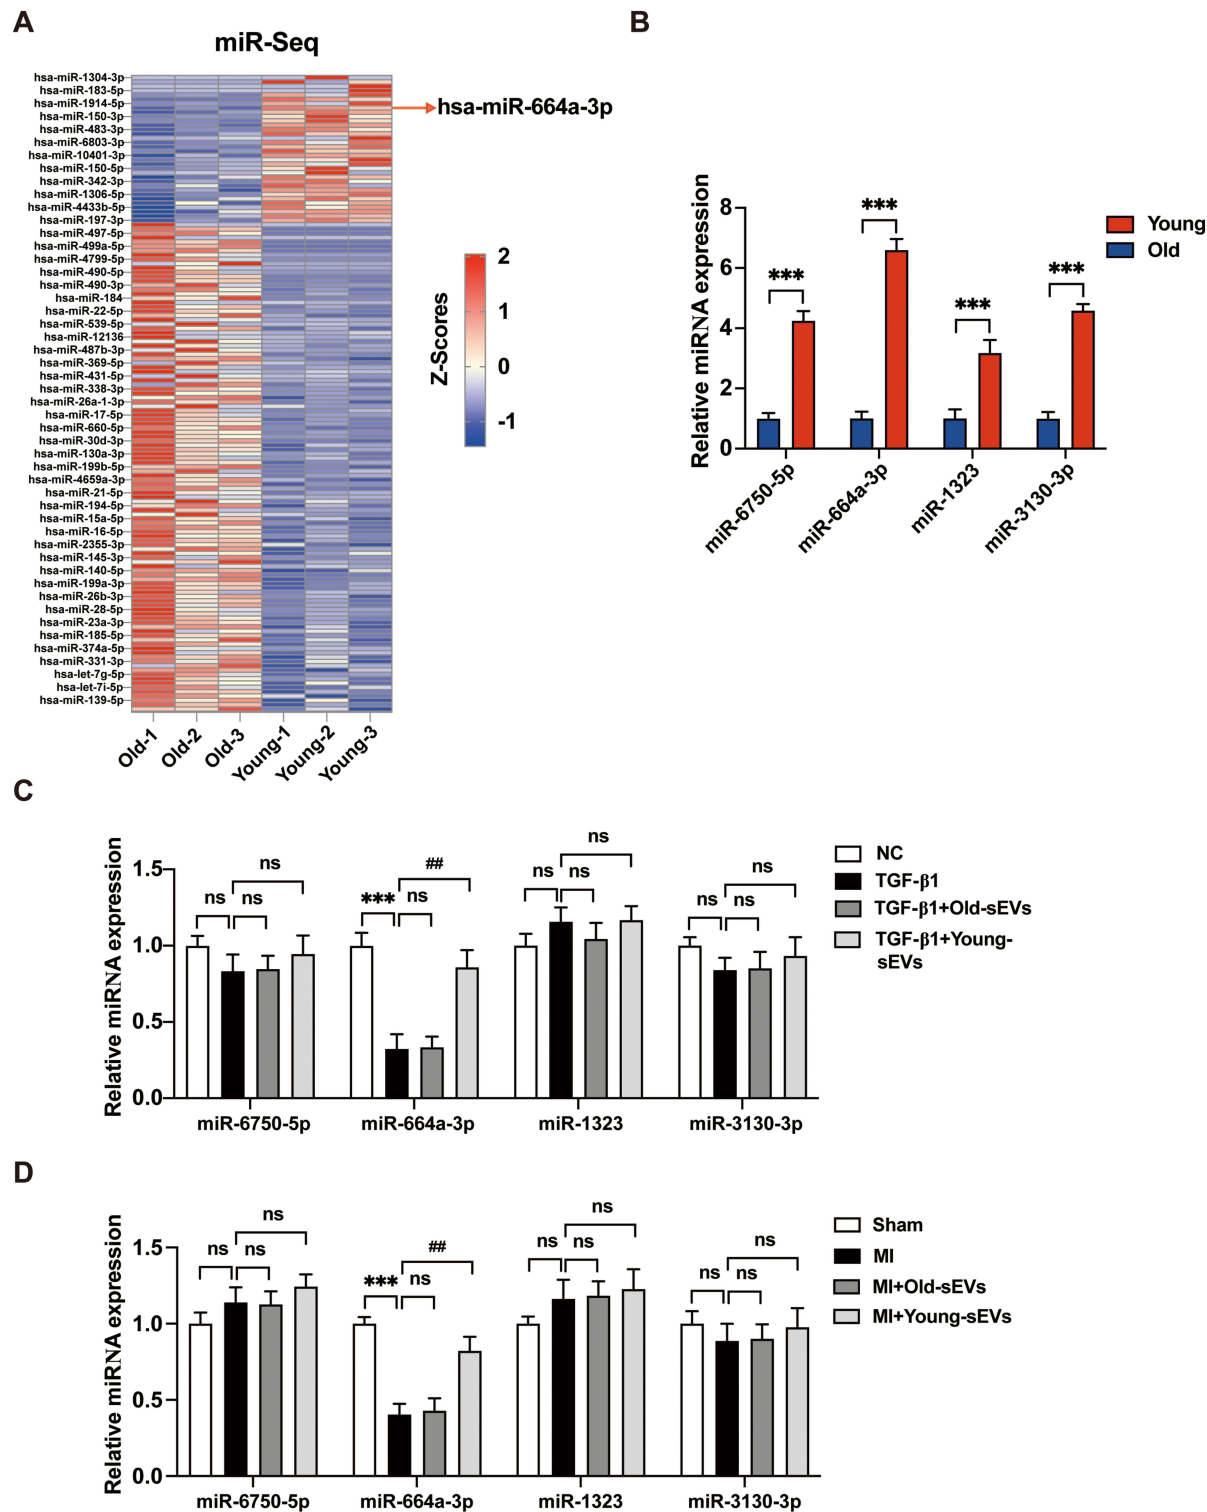 A
miR-Seq
hsa-miR-1304-3p
hsa-miR-183-5p
hsa-miR-1914-5p
hsa-miR-150-3p
hsa-miR-483-3p
hsa-miR-6803-3p
hsa-miR-10401-3p
hsa-miR-150-5p
hsa-miR-342-3p
hsa-miR-1306-5p
hsa-miR-4433b-5p
hsa-miR-197-3p
hsa-miR-497-5p
hsa-miR-499a-5p
hsa-miR-4799-5p
hsa-miR-490-5p
hsa-miR-490-3p
hsa-miR-184
hsa-miR-22-5p
hsa-miR-539-5p
hsa-miR-12136
hsa-miR-487b-3p
hsa-miR-369-5p
hsa-miR-431-5p
hsa-miR-338-3p
hsa-miR-26a-1-3p
hsa-miR-17-5p
hsa-miR-660-5p
hsa-miR-30d-3p
hsa-miR-130a-3p
hsa-miR-199b-5p
hsa-miR-4659a-3p
hsa-miR-21-5p
hsa-miR-194-5p
hsa-miR-15a-5p
hsa-miR-16-5p
hsa-miR-2355-3p
hsa-miR-145-3p
hsa-miR-140-5p
hsa-miR-199a-3p
hsa-miR-26b-3p
hsa-miR-28-5p
hsa-miR-23a-3p
hsa-miR-185-5p
hsa-miR-374a-5p
hsa-miR-331-3p
hsa-let-7g-5p
hsa-let-7i-5p
hsa-miR-139-5p
Old-1
Old-2
Old-3
Young-1
Young-2
Young-3
hsa-miR-664a-3p
Z-Scores
2
1
0
-1
B
Relative miRNA expression
8
6
4
2
0
***
***
***
***
miR-6750-5p
miR-664a-3p
miR-1323
miR-3130-3p
Young
Old
C
Relative miRNA expression
1.5
1.0
0.5
0.0
ns
ns
ns
***
ns
##
ns
ns
ns
ns
ns
ns
miR-6750-5p
miR-664a-3p
miR-1323
miR-3130-3p
NC
TGF-β1
TGF-β1+Old-sEVs
TGF-β1+Young-
sEVs
D
Relative miRNA expression
1.5
1.0
0.5
0.0
ns
ns
ns
***
ns
##
ns
ns
ns
ns
ns
ns
miR-6750-5p
miR-664a-3p
miR-1323
miR-3130-3p
Sham
MI
MI+Old-sEVs
MI+Young-sEVs